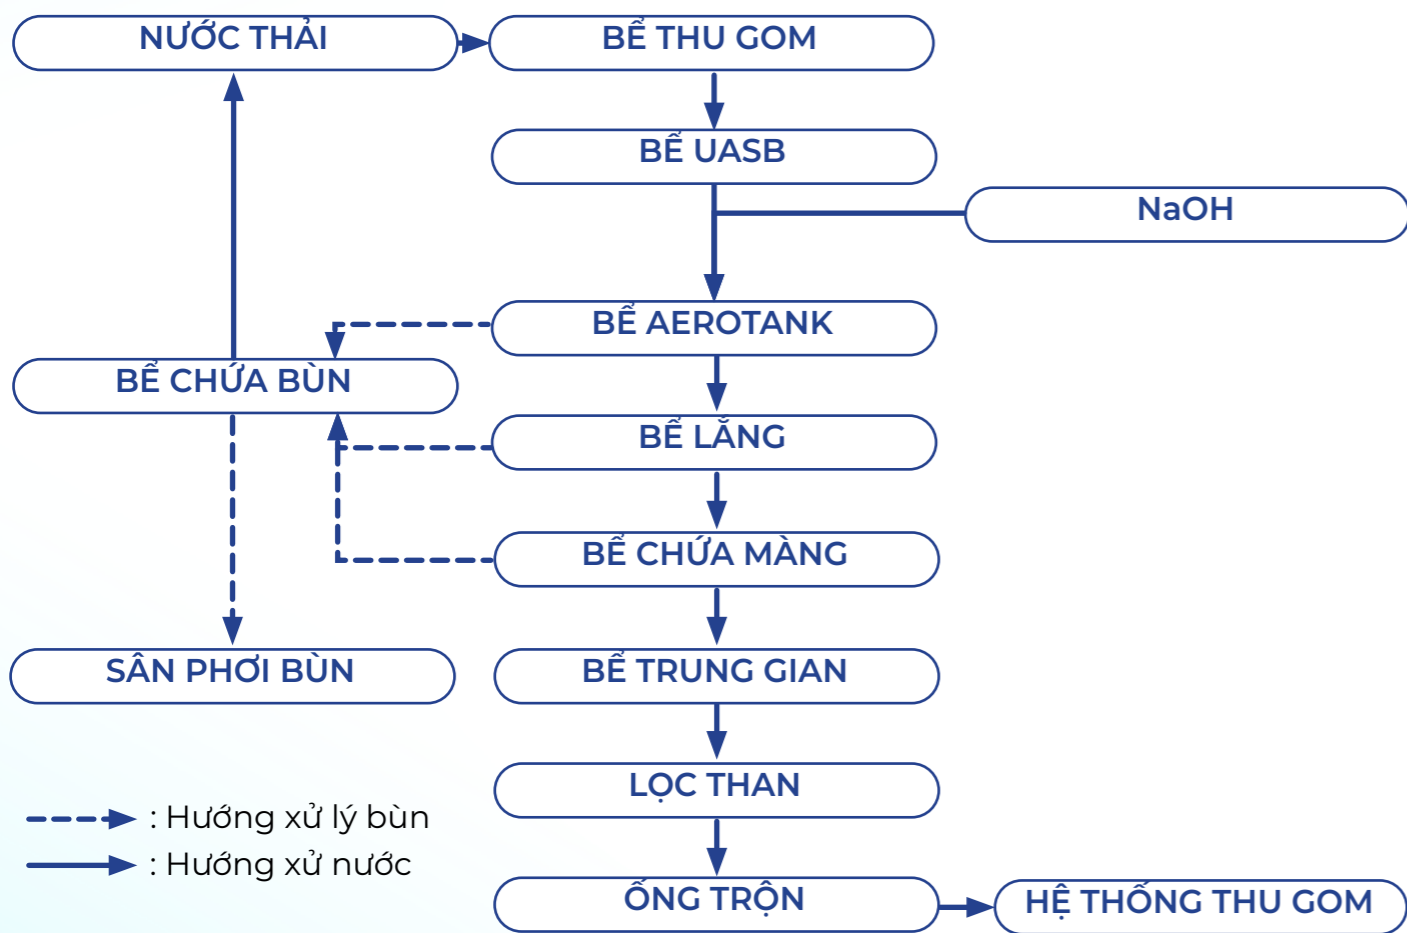 NƯỚC THẢI
BỂ THU GOM
BỂ UASB
NaOH
BỂ AEROTANK
BỂ CHỨA BÙN
BỂ LẮNG
BỂ CHỨA MÀNG
SÂN PHƠI BÙN
BỂ TRUNG GIAN
LỌC THAN
: Hướng xử lý bùn
: Hướng xử nước
ỐNG TRỘN
HỆ THỐNG THU GOM